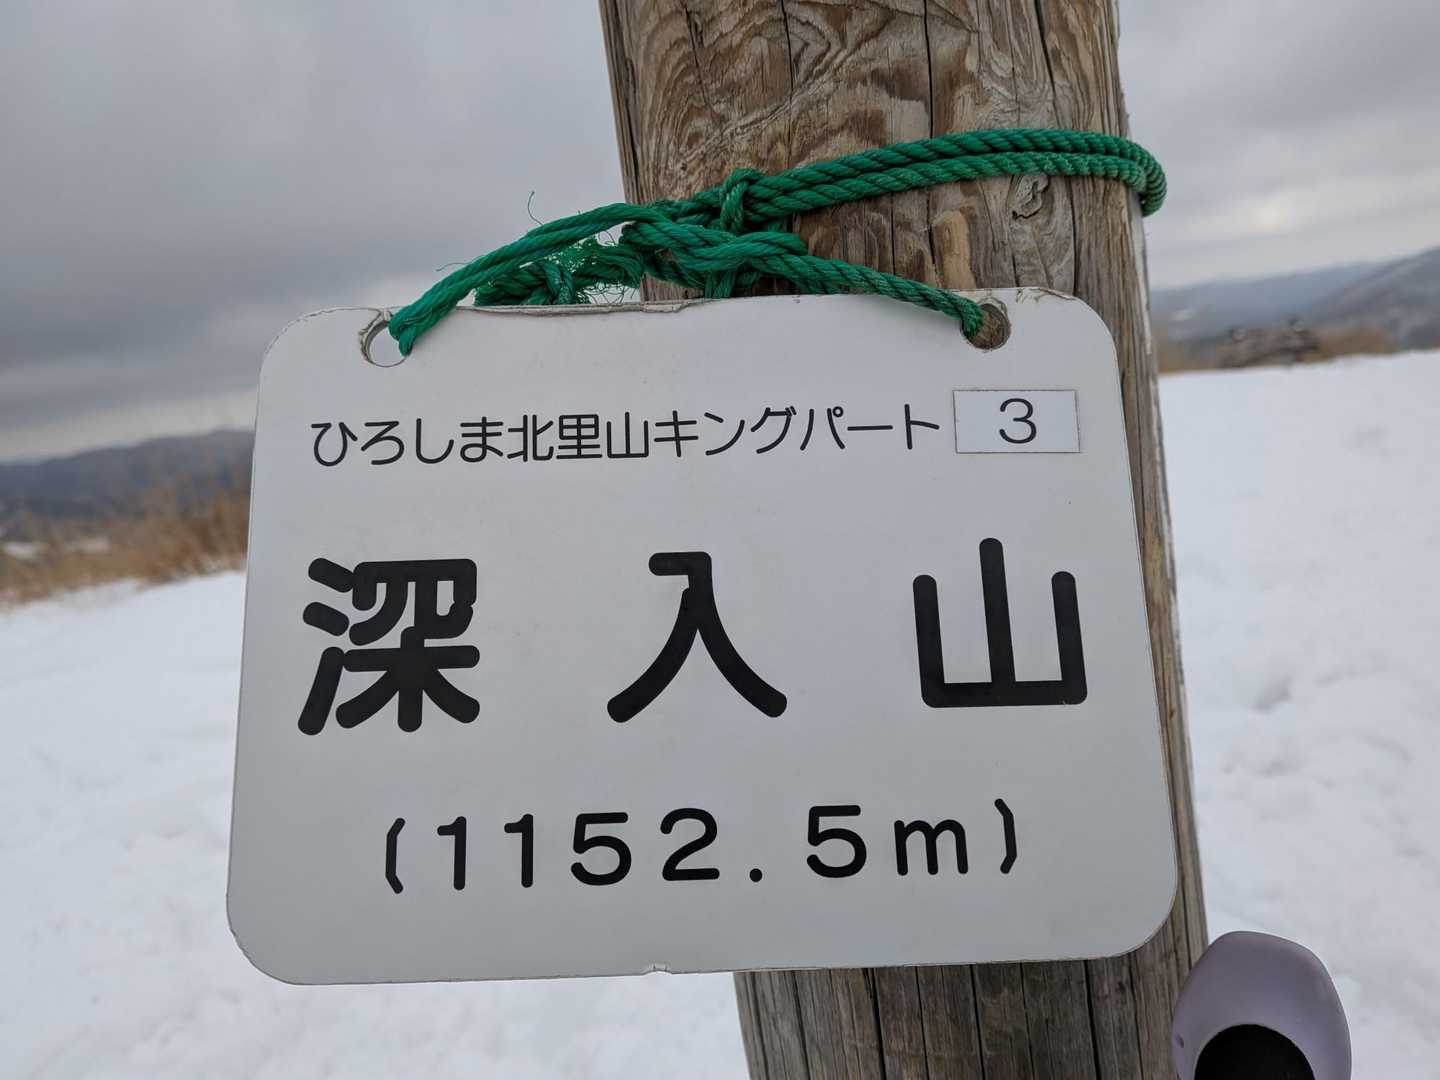 ひろしま北里山キングパート 3
深入山
(1152.5m)